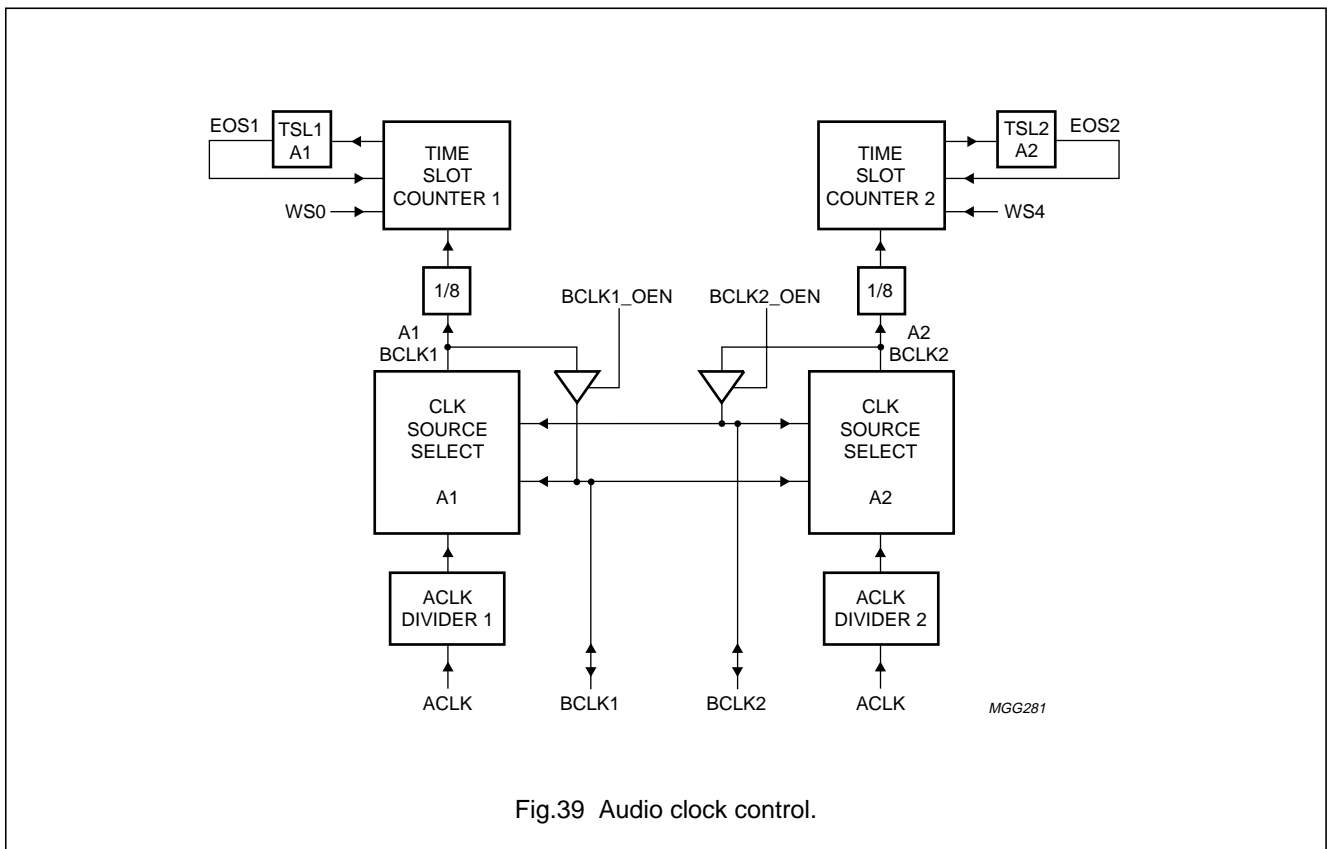 EOS1
TSL1
A1
TIME
SLOT
COUNTER 1
WS0
1/8
A1
BCLK1
BCLK1_OEN
CLK
SOURCE
SELECT
A1
ACLK
DIVIDER 1
ACLK
BCLK1
TIME
SLOT
COUNTER 2
TSL2
A2
EOS2
WS4
1/8
BCLK2_OEN
A2
BCLK2
CLK
SOURCE
SELECT
A2
ACLK
DIVIDER 2
BCLK2
ACLK
MGG281
Fig.39 Audio clock control.